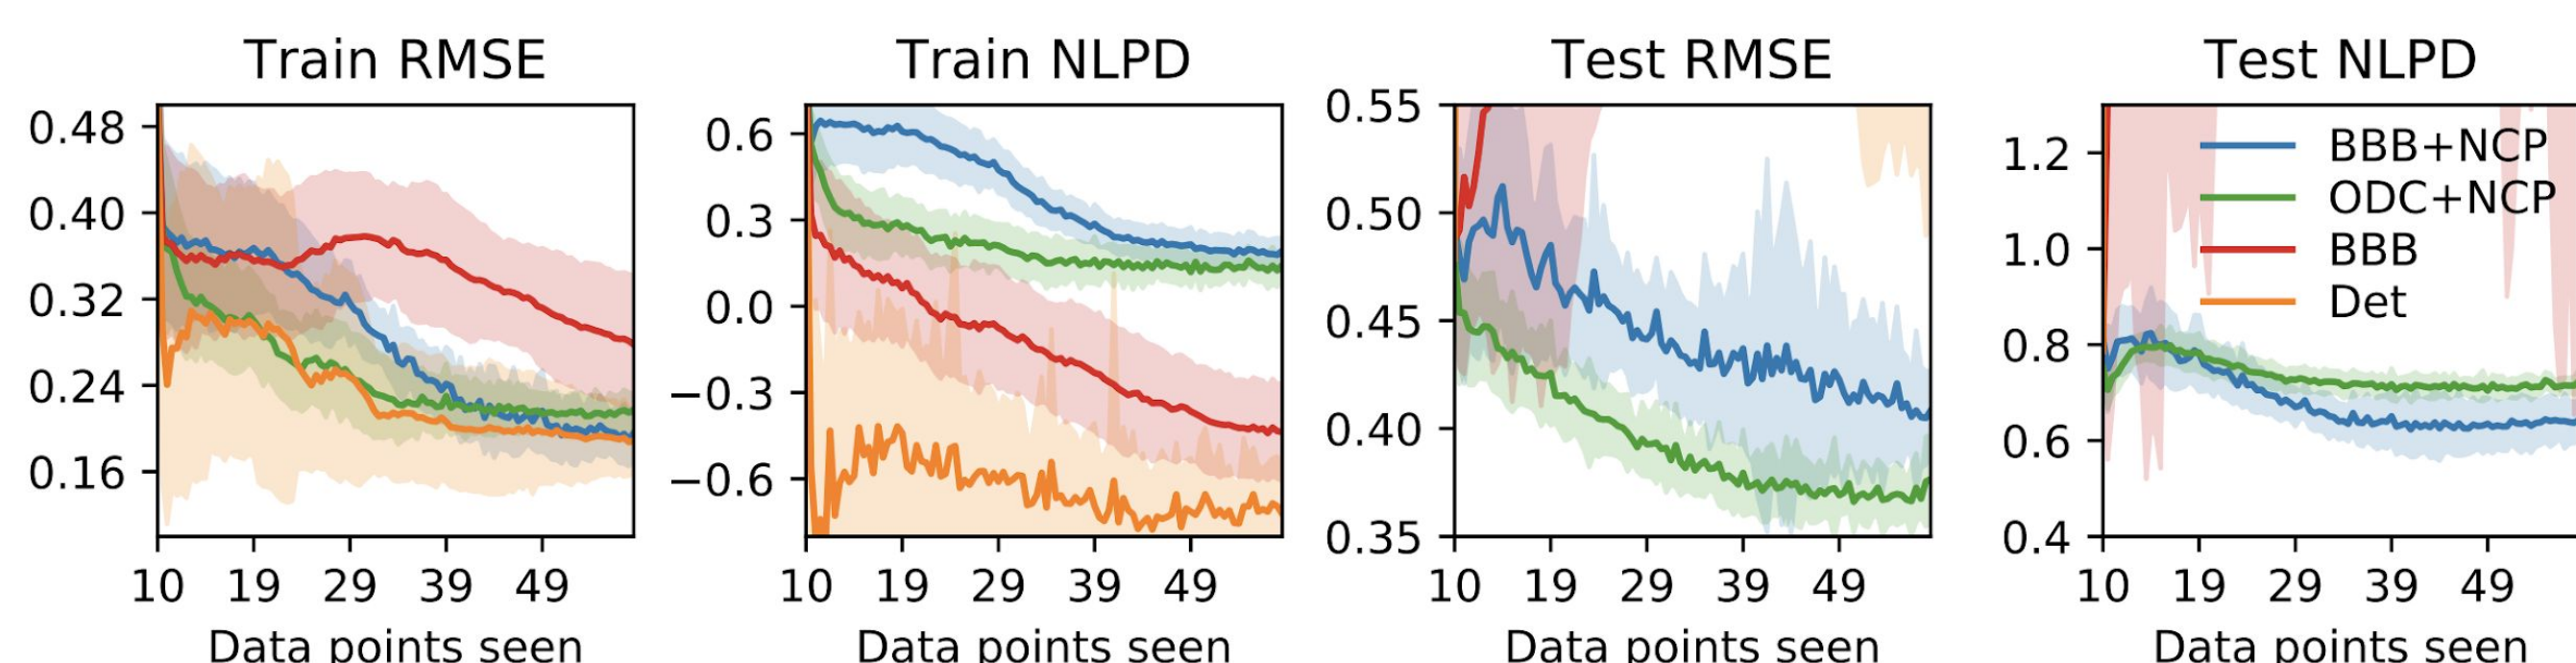 Train RMSE
0.48
0.40
0.32
0.24
0.16
10 19 29 39 49
Data points seen
Train NLPD
0.6
0.3
0.0
−0.3
−0.6
10 19 29 39 49
Data points seen
Test RMSE
0.55
0.50
0.45
0.40
0.35
10 19 29 39 49
Data points seen
Test NLPD
1.2
1.0
0.8
0.6
0.4
BBB+NCP
ODC+NCP
BBB
Det
10 19 29 39 49
Data points seen